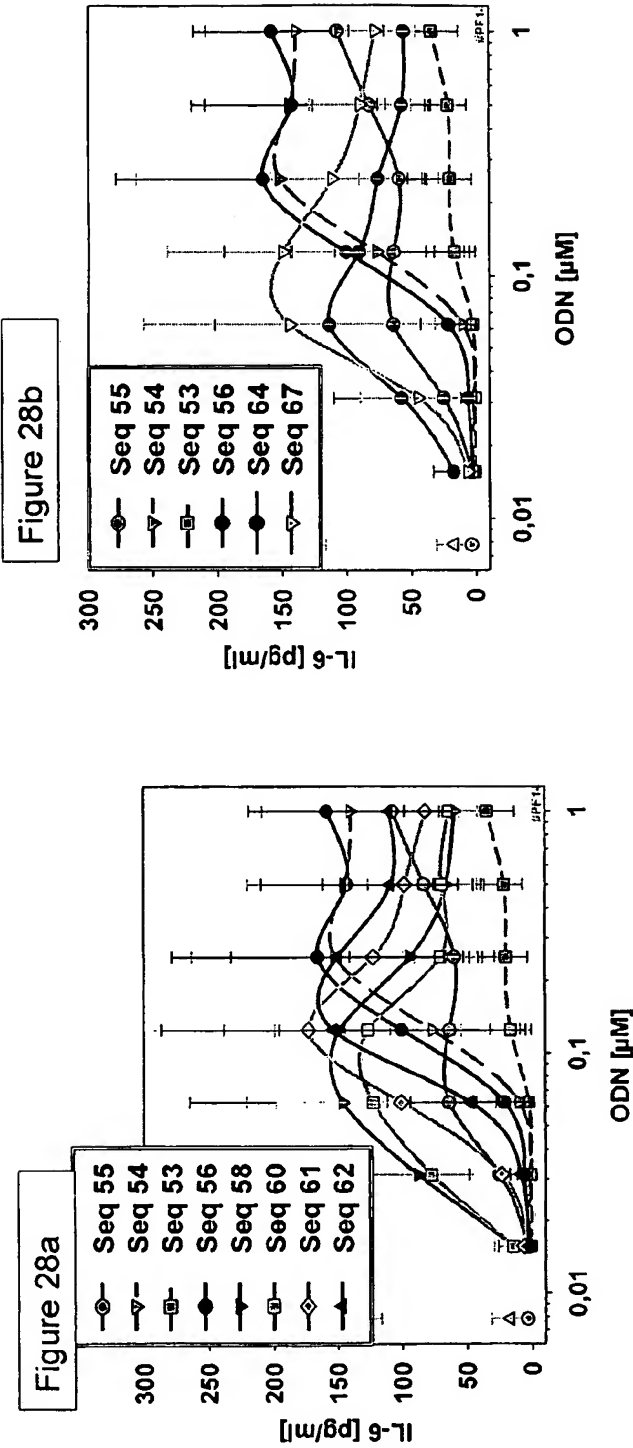 Figure 28a
Seq 55
Seq 54
Seq 53
Seq 56
Seq 58
Seq 60
Seq 61
Seq 62
IL-6 [pg/ml]
300
250
200
150
100
50
0
0,01
0,1
1
ODN [µM]
Figure 28b
Seq 55
Seq 54
Seq 53
Seq 56
Seq 64
Seq 67
IL-6 [pg/ml]
300
250
200
150
100
50
0
0,01
0,1
1
ODN [µM]